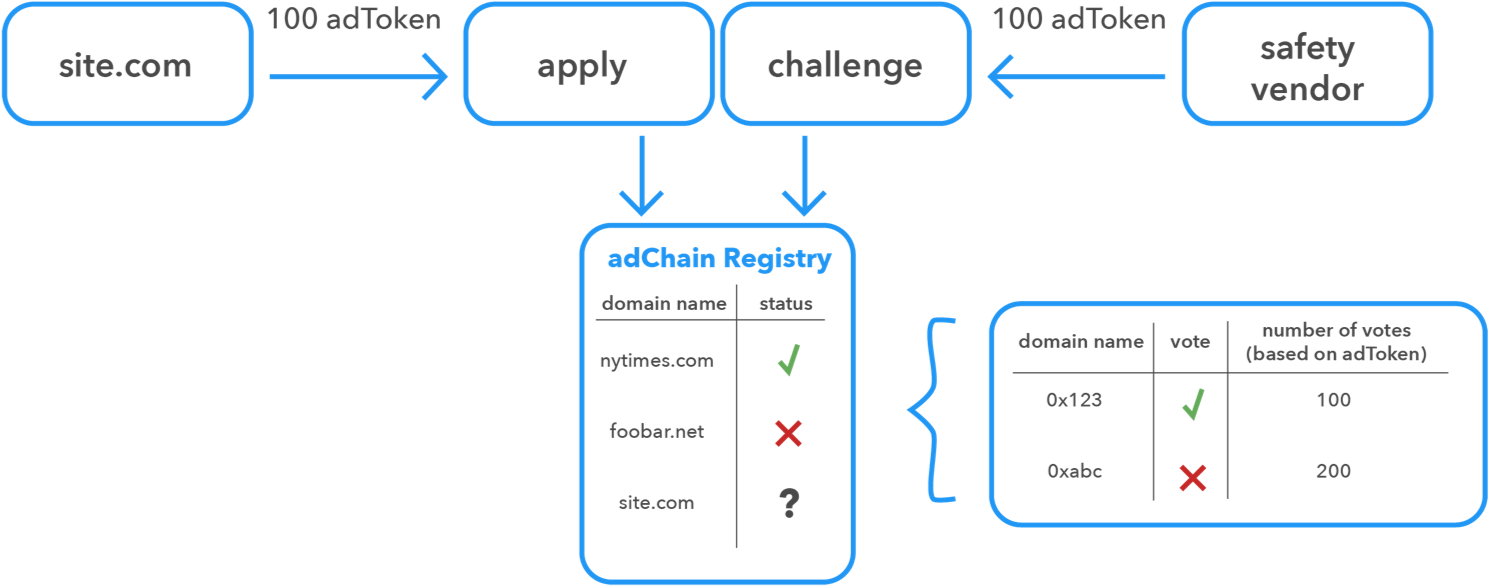 100 adToken
100 adToken
site.com
apply
challenge
safety
vendor
adChain Registry
domain name status
nytimes.com
foobar.net
site.com ?
domain name vote number of votes
(based on adToken)
0x123 100
0xabc 200